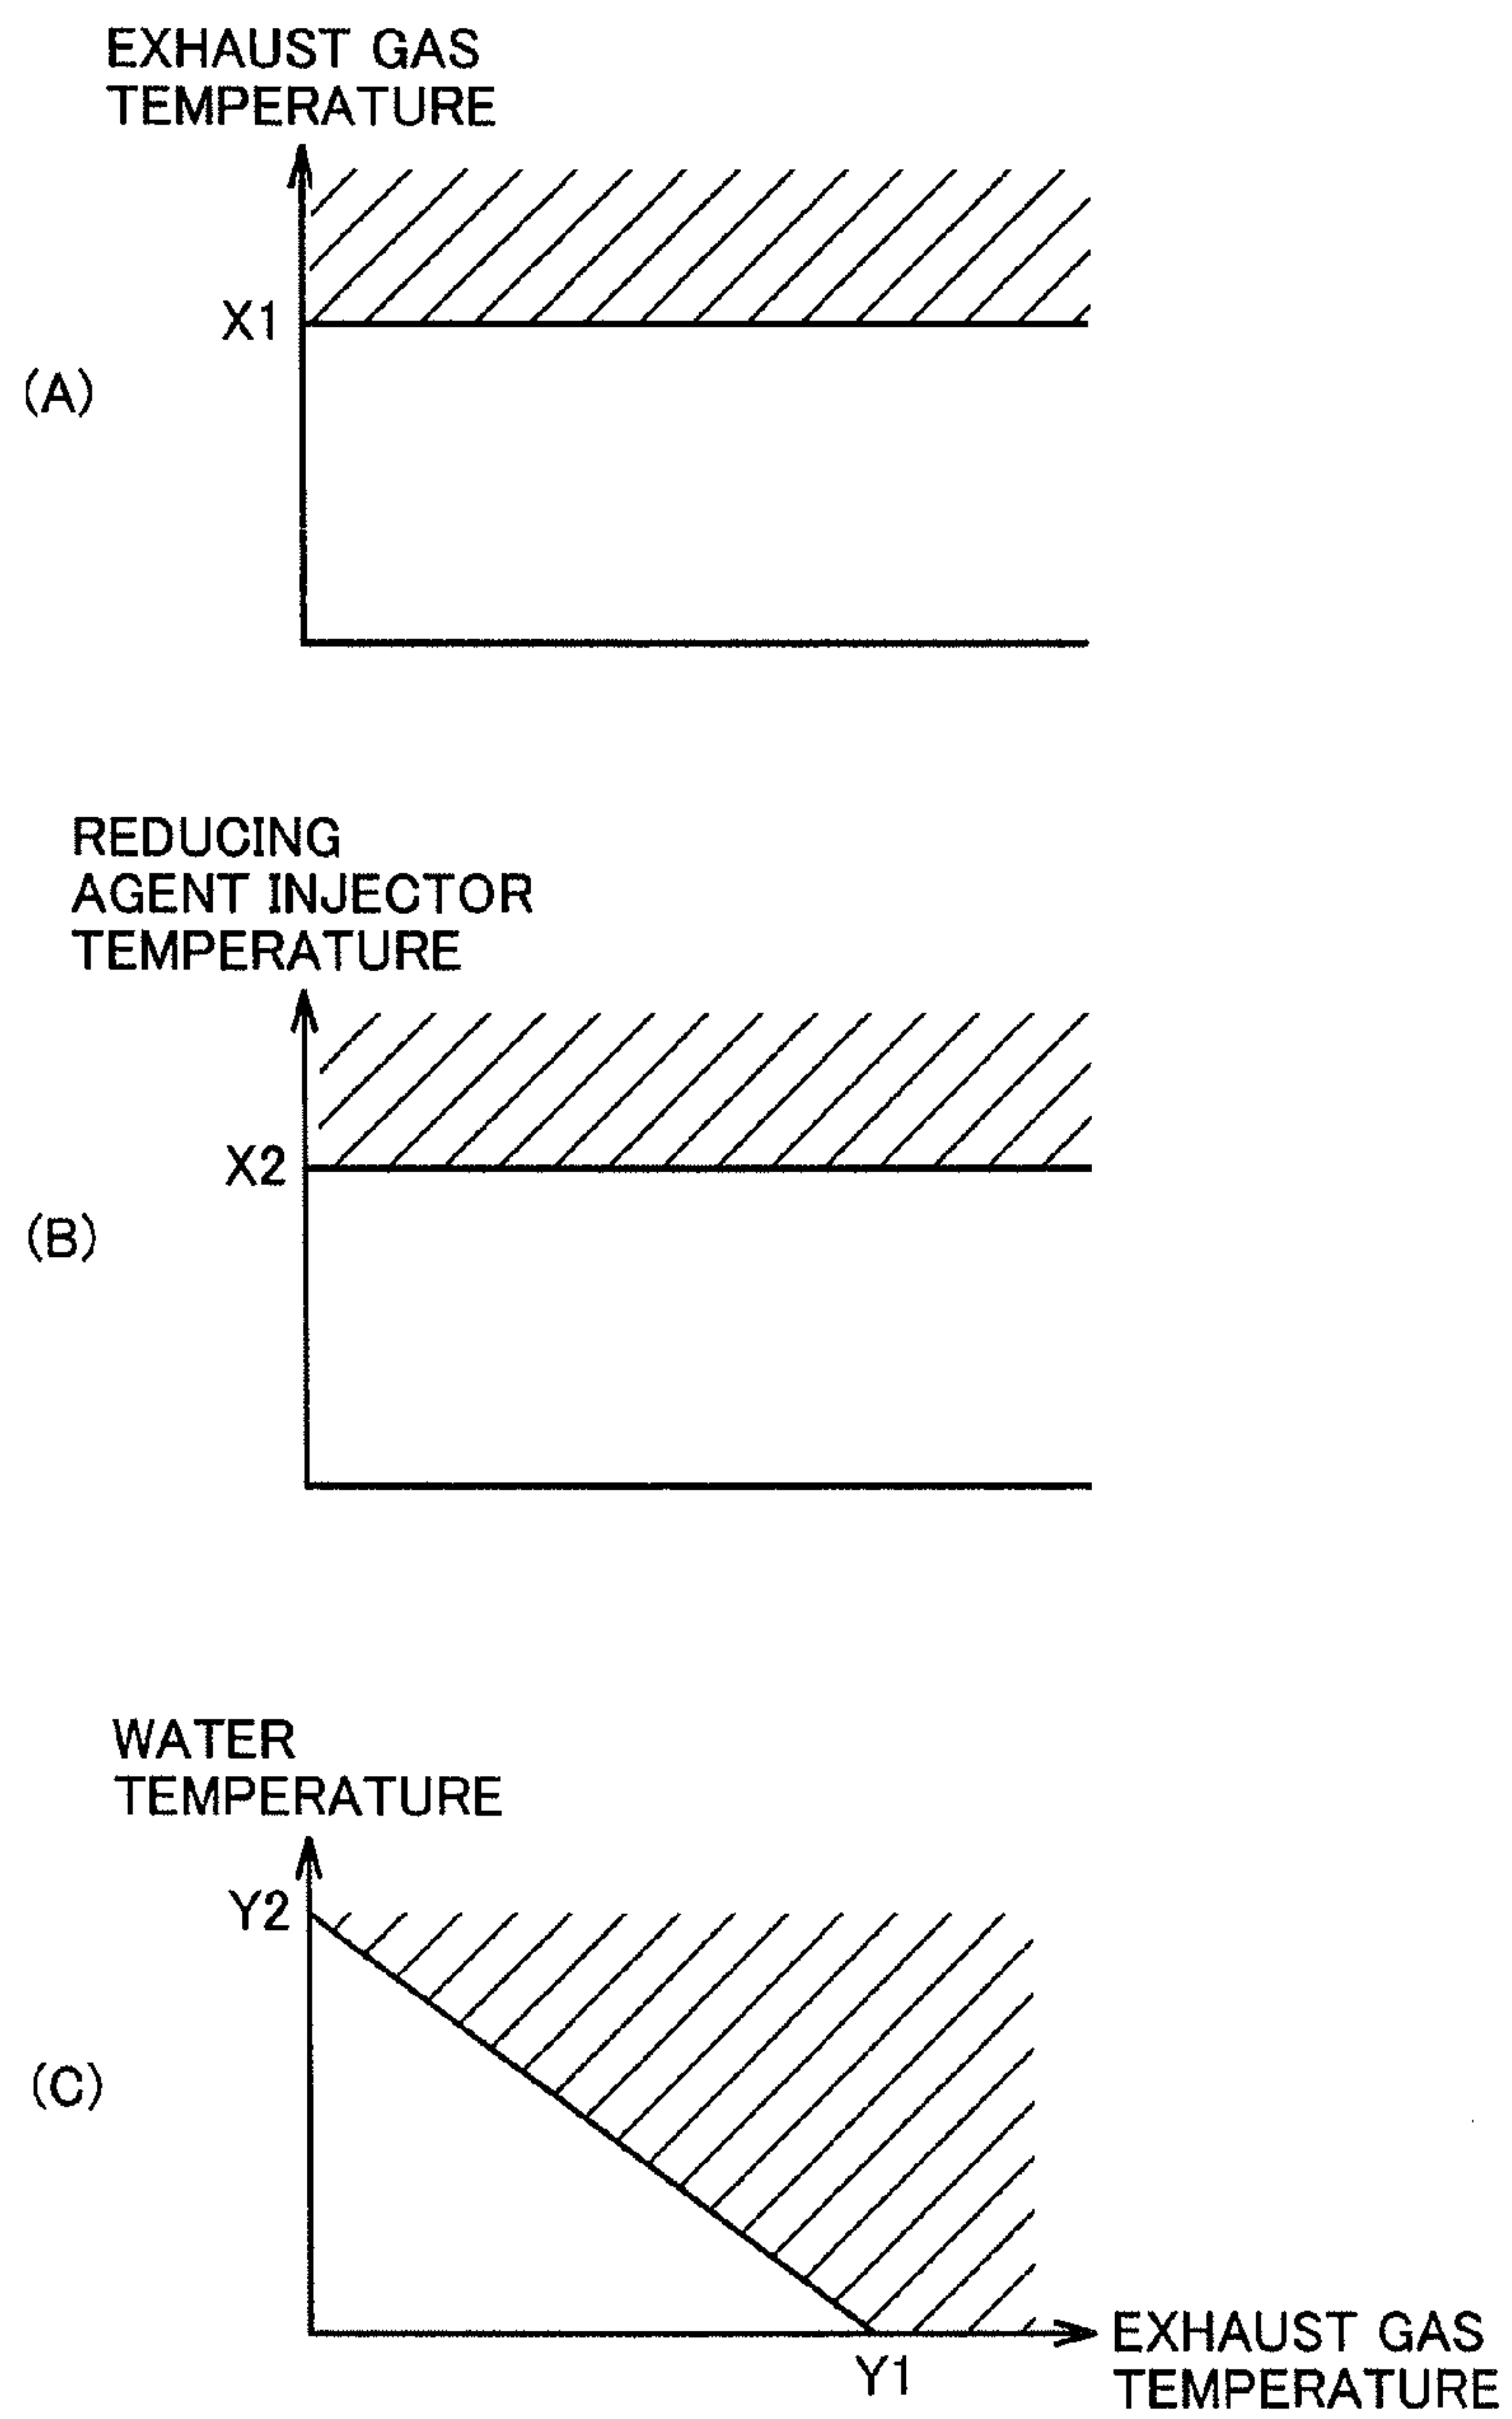 EXHAUST GAS
TEMPERATURE
X1
(A)
REDUCING
AGENT INJECTOR
TEMPERATURE
X2
(B)
WATER
TEMPERATURE
Y2
(C)
Y1
EXHAUST GAS
TEMPERATURE